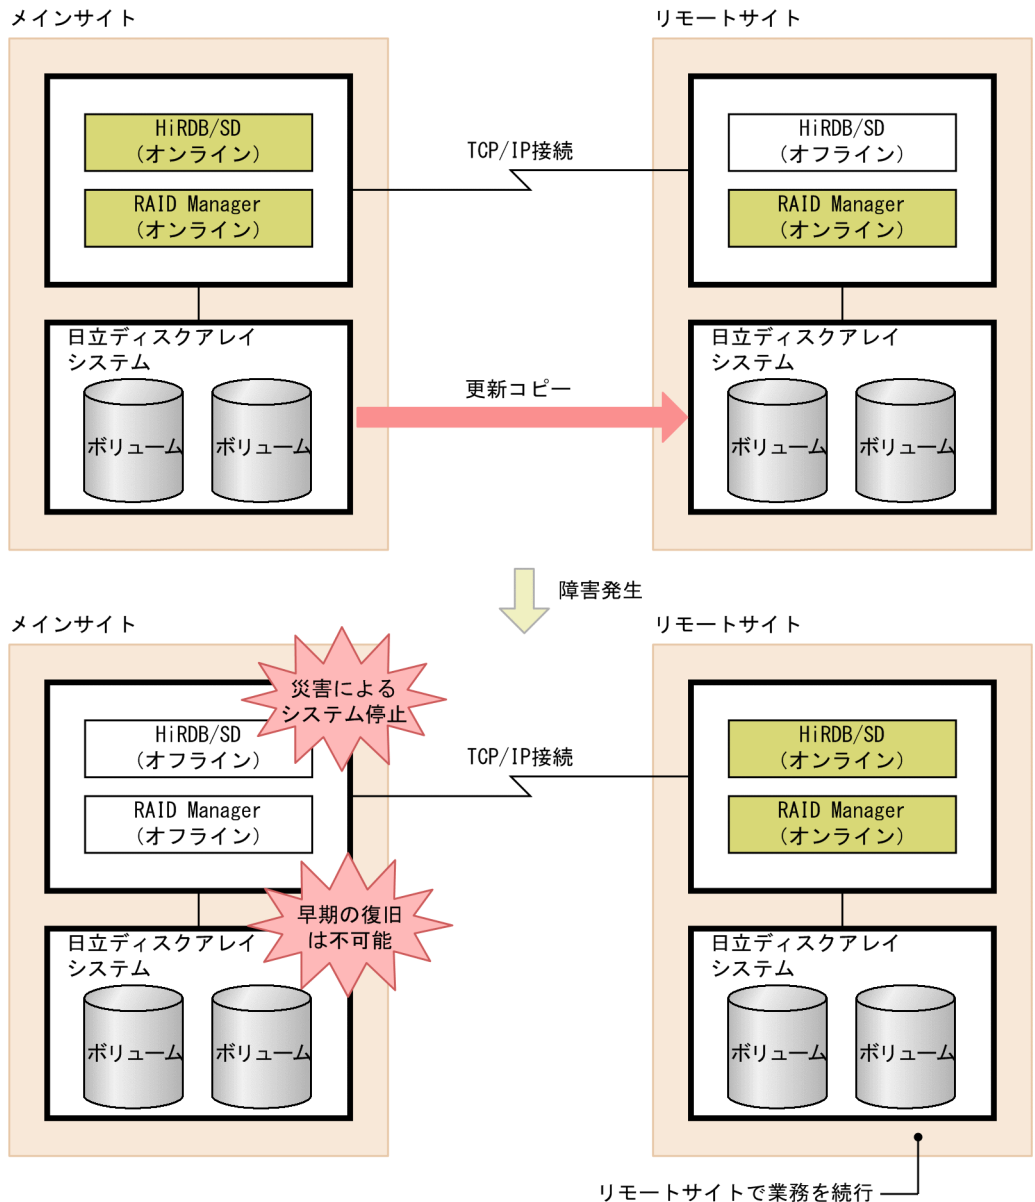 メインサイト
リモートサイト
HiRDB/SD
(オンライン)
RAID Manager
(オンライン)
TCP/IP接続
HiRDB/SD
(オフライン)
RAID Manager
(オンライン)
日立ディスクアレイ
システム
ボリューム
ボリューム
更新コピー
日立ディスクアレイ
システム
ボリューム
ボリューム
障害発生
メインサイト
リモートサイト
災害による
システム停止
HiRDB/SD
(オフライン)
RAID Manager
(オフライン)
TCP/IP接続
HiRDB/SD
(オンライン)
RAID Manager
(オンライン)
早期の復旧
は不可能
日立ディスクアレイ
システム
ボリューム
ボリューム
日立ディスクアレイ
システム
ボリューム
ボリューム
リモートサイトで業務を続行